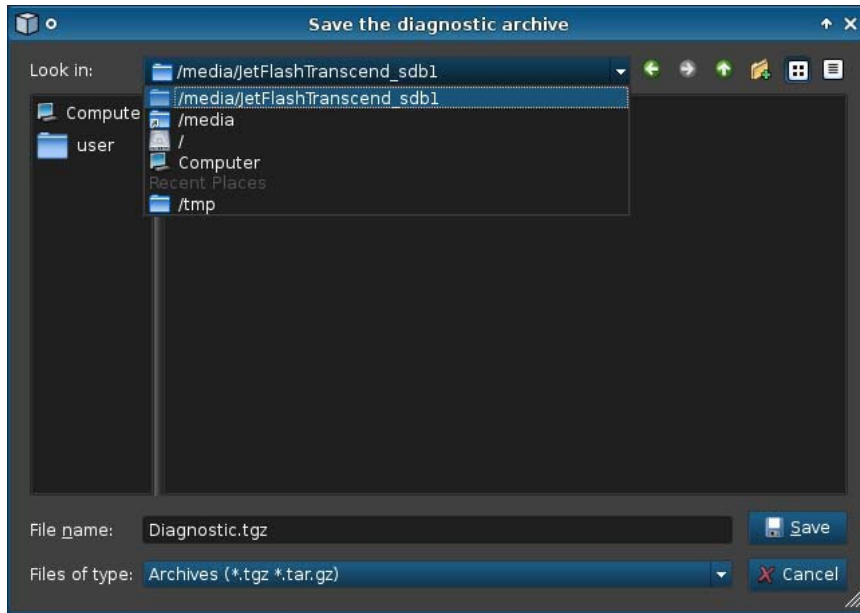 Save the diagnostic archive
Look in:
/media/JetFlashTranscend_sdb1
/media/JetFlashTranscend_sdb1
/media
/
Computer
Recent Places
/tmp
Compute
user
File name:
Diagnostic.tgz
Save
Files of type:
Archives (*.tgz *.tar.gz)
Cancel